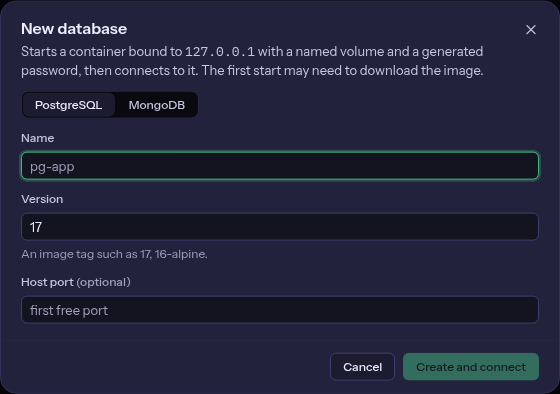 New database
Starts a container bound to 127.0.0.1 with a named volume and a generated
password, then connects to it. The first start may need to download the image.
PostgreSQL MongoDB
Name
pg-app
Version
17
An image tag such as 17, 16-alpine.
Host port (optional)
first free port
Cancel Create and connect